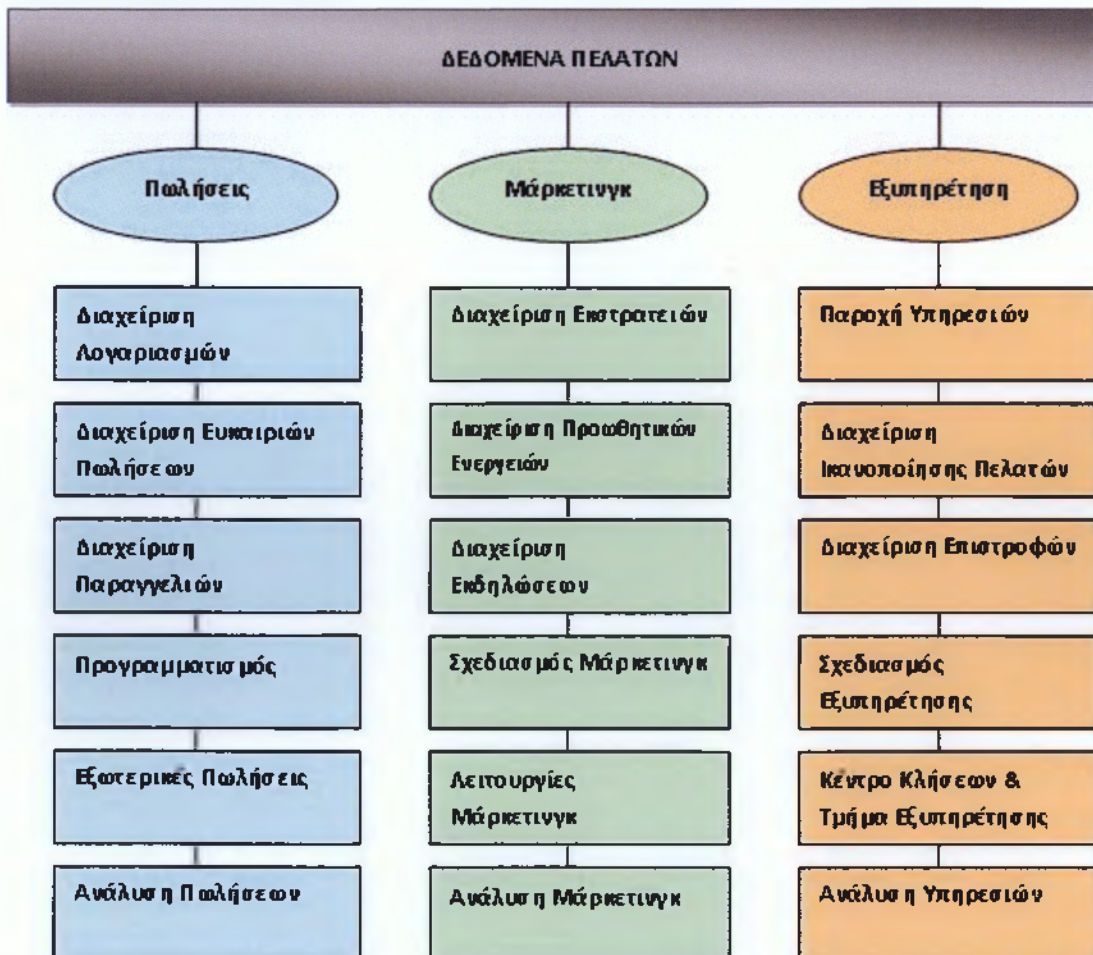 ΔΕΔΟΜΕΝΑ ΠΕΛΑΤΩΝ
Πωλήσεις
Διαχείριση
Λογαριασμών
Διαχείριση Ευκαιριών
Πωλήσεων
Διαχείριση
Παραγγελιών
Προγραμματισμός
Εξωτερικές Πωλήσεις
Ανάλυση Πωλήσεων
Μάρκετινγκ
Διαχείριση Εκστρατειών
Διαχείριση Προωθητικών
Ενεργειών
Διαχείριση
Εκδηλώσεων
Σχεδιασμός Μάρκετινγκ
Λειτουργίες
Μάρκετινγκ
Ανάλυση Μάρκετινγκ
Εξυπηρέτηση
Παροχή Υπηρεσιών
Διαχείριση
Ικανοποίησης Πελατών
Διαχείριση Επιστροφών
Σχεδιασμός
Εξυπηρέτησης
Κέντρο Κλήσεων &
Τμήμα Εξυπηρέτησης
Ανάλυση Υπηρεσιών